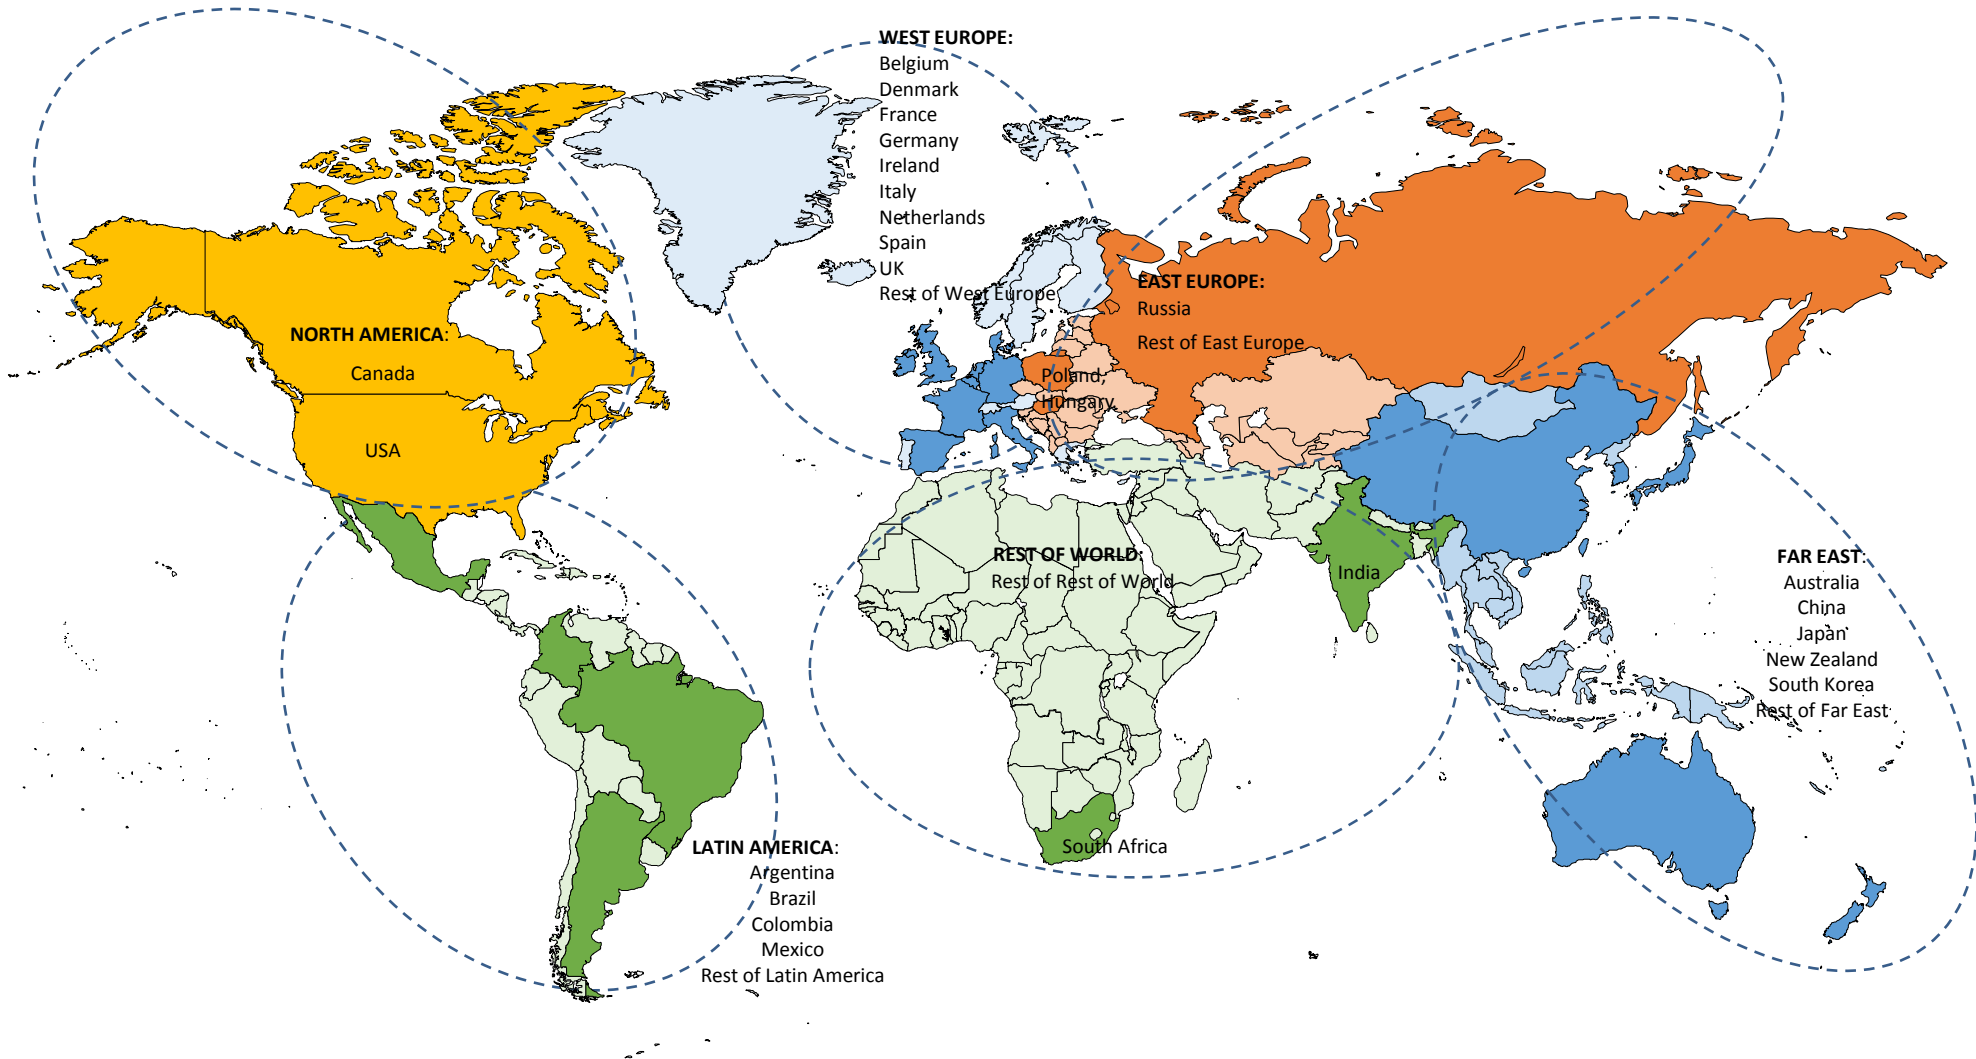 WEST EUROPE:
Belgium
Denmark
France
Germany
Ireland
Italy
Netherlands
Spain
UK
Rest of West Europe
EAST EUROPE:
Russia
Rest of East Europe
Poland,
Hungary
NORTH AMERICA:
Canada
USA
REST OF WORLD:
Rest of Rest of World
India
South Africa
FAR EAST:
Australia
China
Japan
New Zealand
South Korea
Rest of Far East
LATIN AMERICA:
Argentina
Brazil
Colombia
Mexico
Rest of Latin America